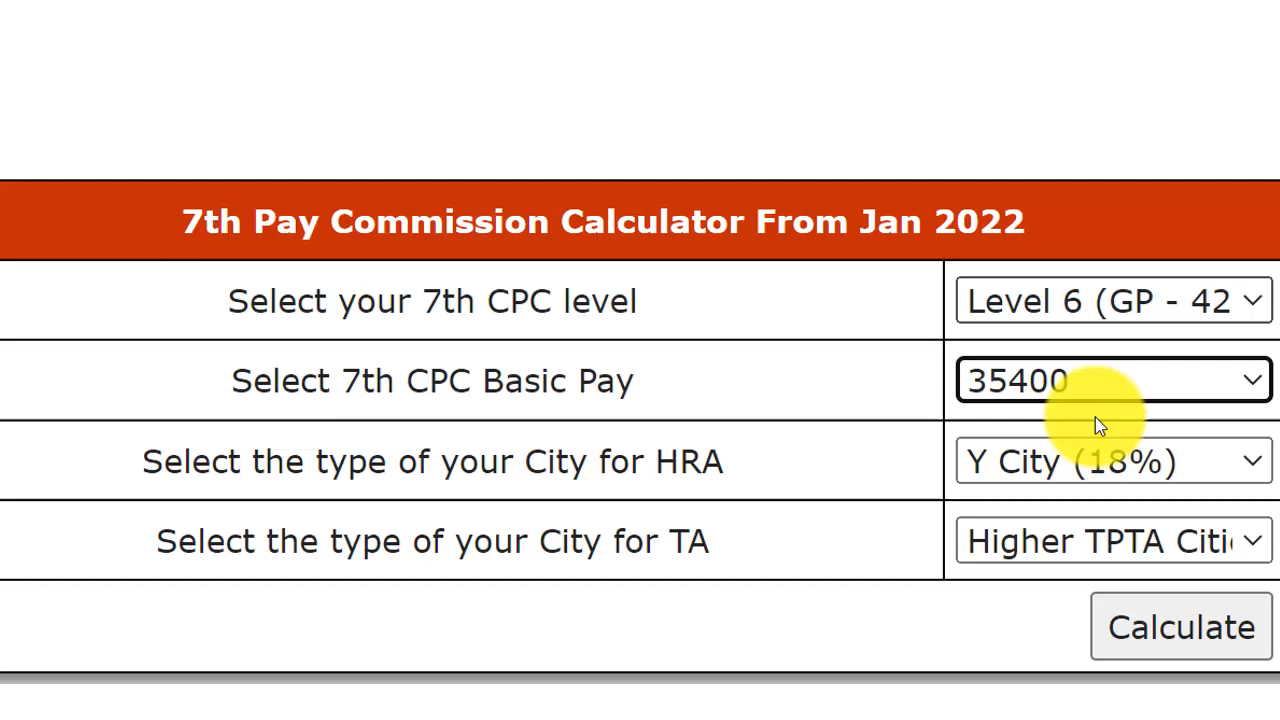 7th Pay Commission Calculator From Jan 2022
Select your 7th CPC level Level 6 (GP - 42
Select 7th CPC Basic Pay 35400
Select the type of your City for HRA Y City (18%)
Select the type of your City for TA Higher TPTA Citi
Calculate